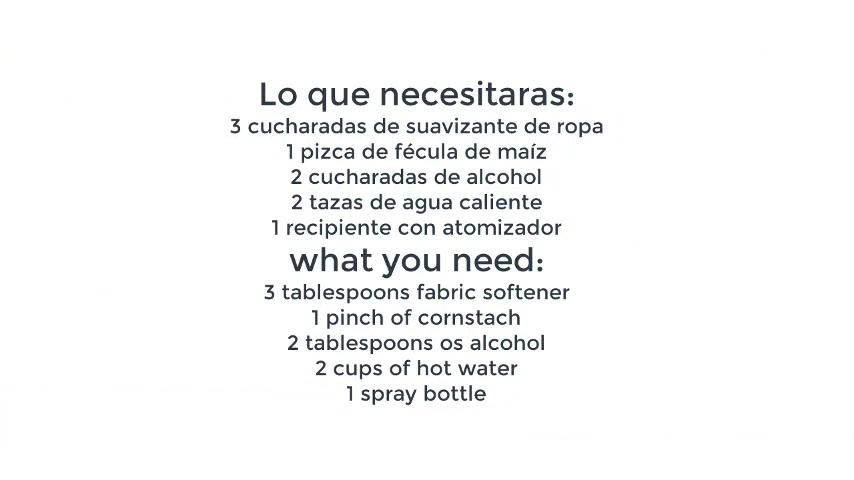 Lo que necesitaras:
3 cucharadas de suavizante de ropa
1 pizca de fécula de maíz
2 cucharadas de alcohol
2 tazas de agua caliente
1 recipiente con atomizador
what you need:
3 tablespoons fabric softener
1 pinch of cornstach
2 tablespoons os alcohol
2 cups of hot water
1 spray bottle